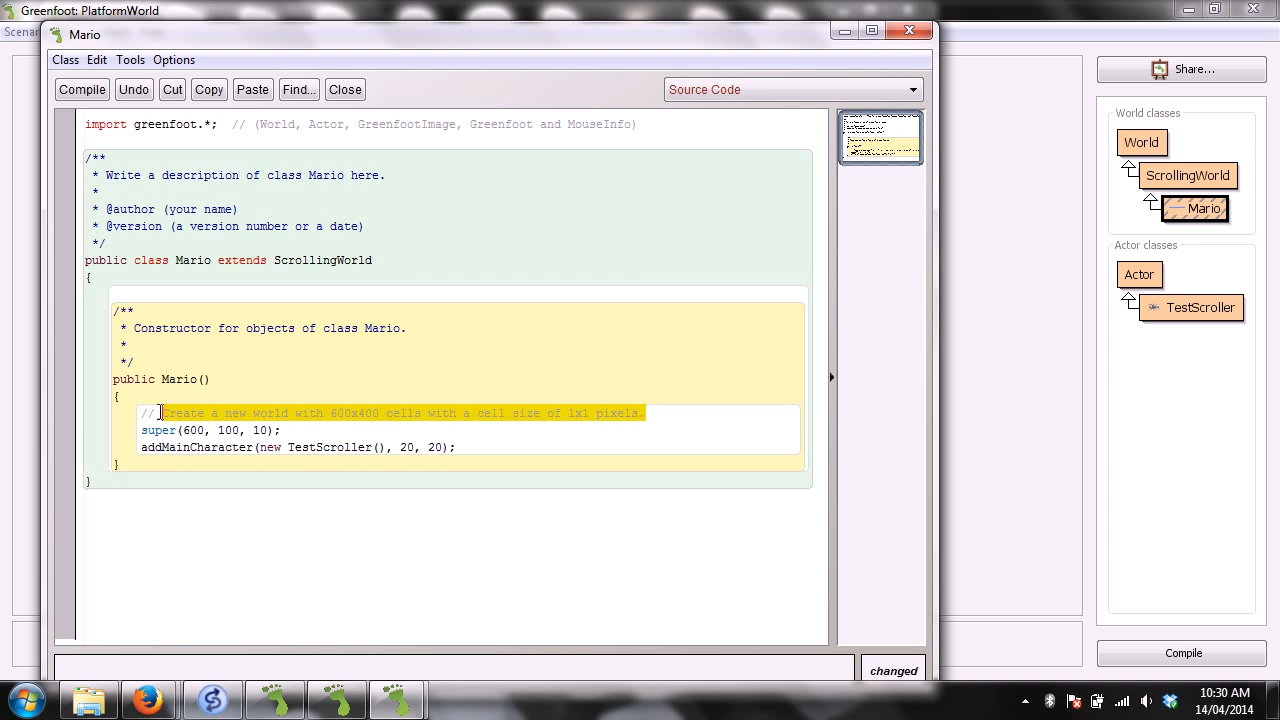 Greenfoot: PlatformWorld
Scenar
Mario
Class Edit Tools Options
Compile Undo Cut Copy Paste Find... Close Source Code
import greenfoot.*;  // (World, Actor, GreenfootImage, Greenfoot and MouseInfo)
/**
 * Write a description of class Mario here.
 *
 * @author (your name)
 * @version (a version number or a date)
 */
public class Mario extends ScrollingWorld
{
/**
 * Constructor for objects of class Mario.
 *
 */
public Mario()
{
// Create a new world with 600x400 cells with a cell size of 1x1 pixels.
super(600, 100, 10);
addMainCharacter(new TestScroller(), 20, 20);
}
}
changed
Share...
World classes
World
ScrollingWorld
Mario
Actor classes
Actor
TestScroller
Compile
10:30 AM
14/04/2014